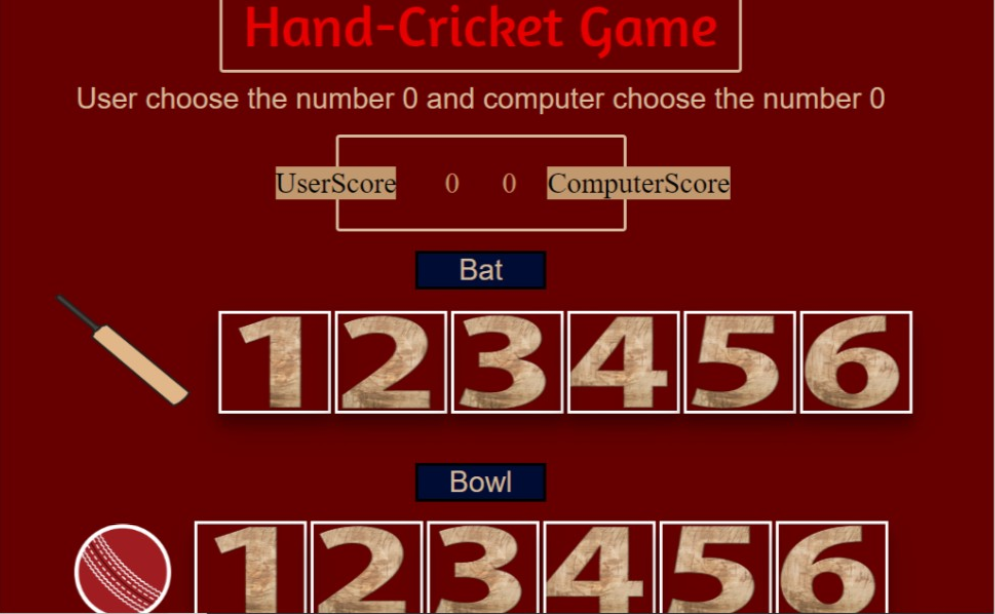 Hand-Cricket Game
User choose the number 0 and computer choose the number 0
UserScore 0 0 ComputerScore
Bat
1 2 3 4 5 6
Bowl
1 2 3 4 5 6